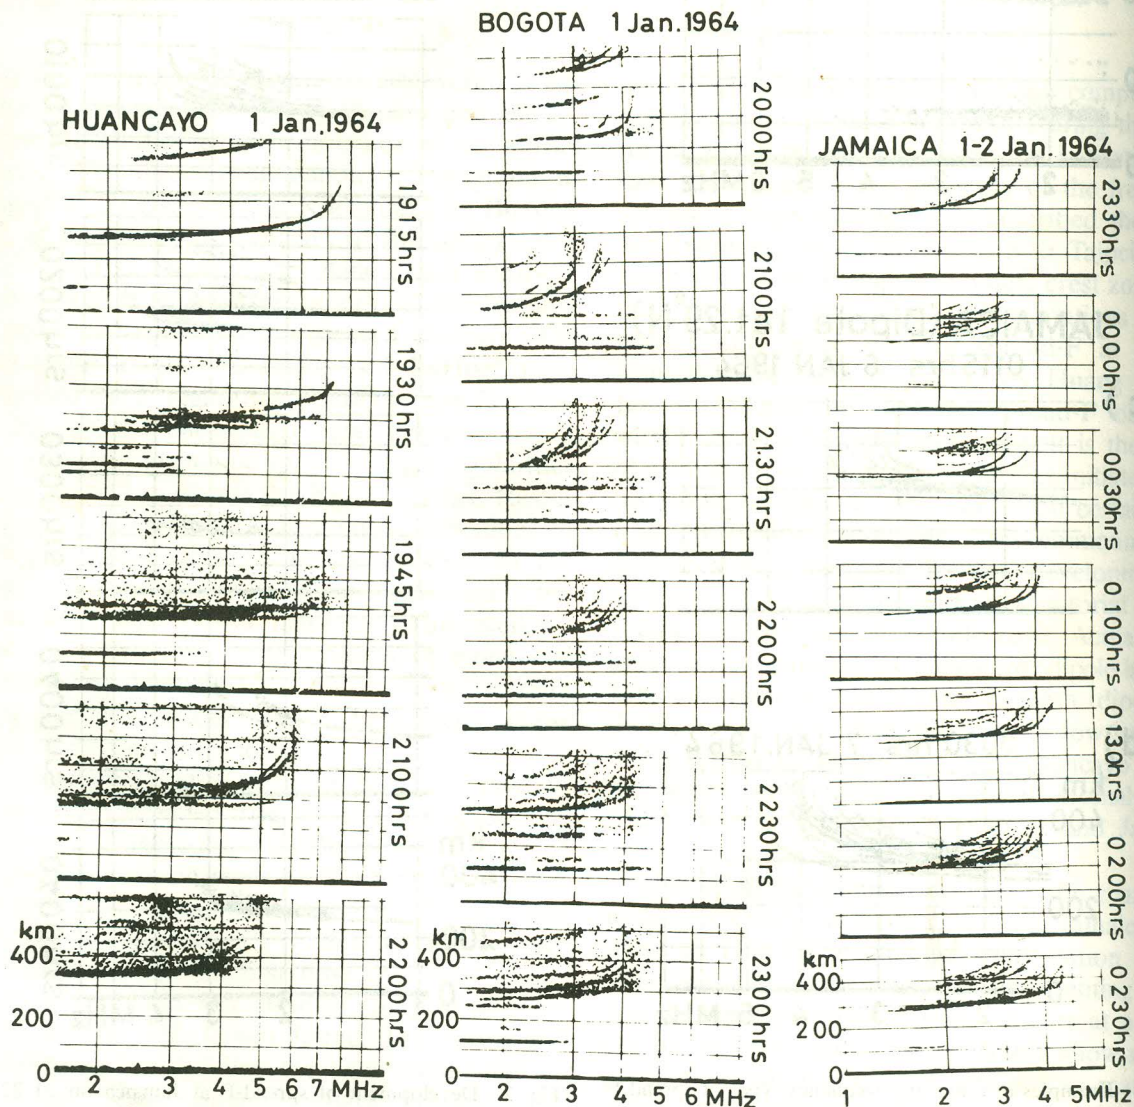 HUANCAYO 1 Jan,1964
1915hrs
1930hrs
1945hrs
2100hrs
2200hrs
km
400
200
0
2 3 4 5 6 7 MHz
BOGOTA 1 Jan.1964
2000hrs
2100hrs
21.30hrs
2200hrs
2230hrs
2300hrs
km
400
200
0
2 3 4 5 6 MHz
JAMAICA 1-2 Jan. 1964
2330hrs
0000hrs
0030hrs
0100hrs
0130hrs
0200hrs
0230hrs
km
400
200
0
1 2 3 4 5MHz